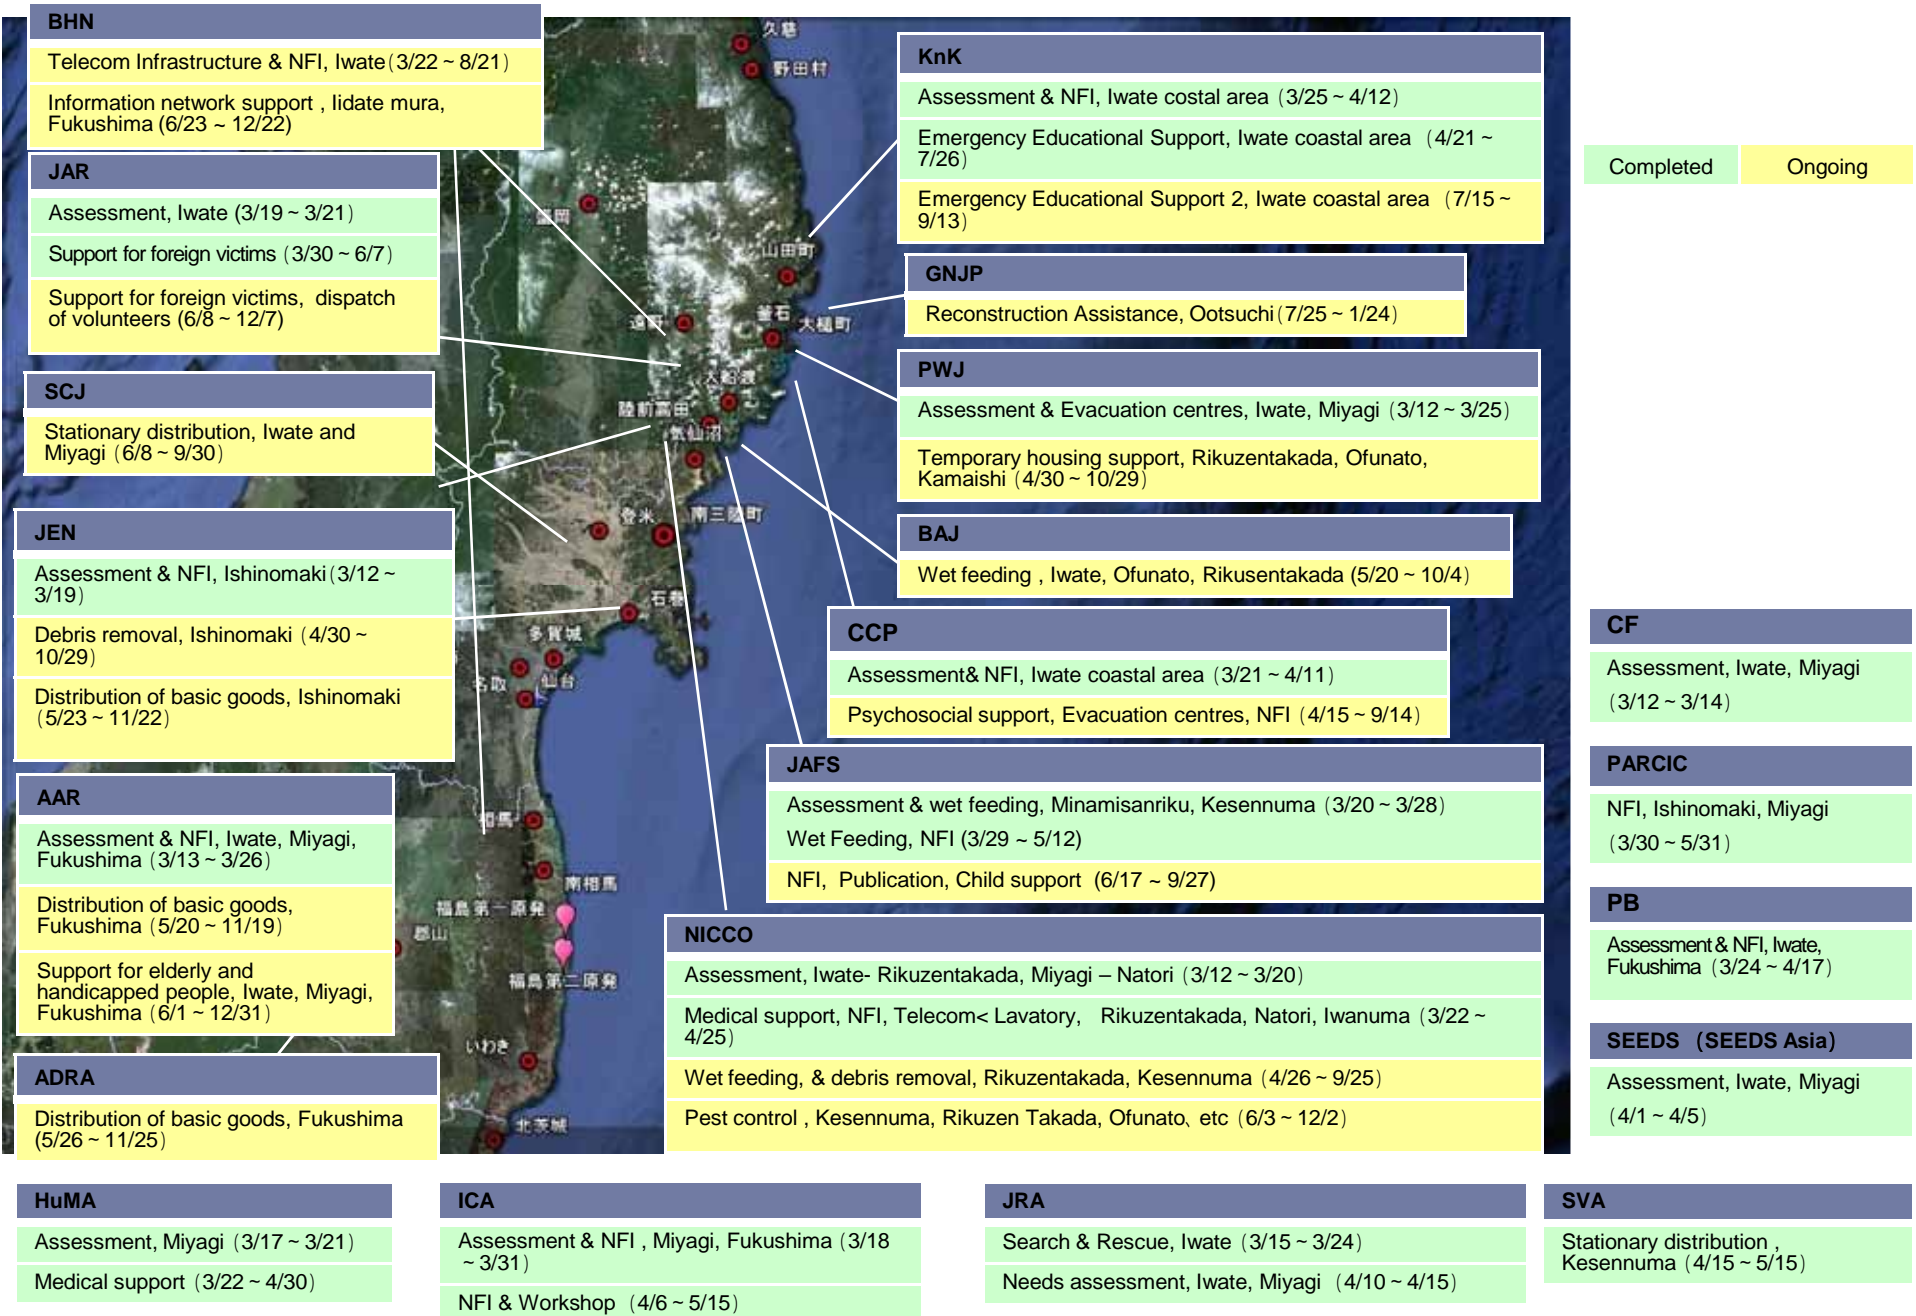 BHN
Telecom Infrastructure & NFI, Iwate (3/22 ~ 8/21)
Information network support , Iidate mura,
Fukushima (6/23 ~ 12/22)
JAR
Assessment, Iwate (3/19 ~ 3/21)
Support for foreign victims (3/30 ~ 6/7)
Support for foreign victims, dispatch
of volunteers (6/8 ~ 12/7)
SCJ
Stationary distribution, Iwate and
Miyagi (6/8 ~ 9/30)
JEN
Assessment & NFI, Ishinomaki (3/12 ~
3/19)
Debris removal, Ishinomaki (4/30 ~
10/29)
Distribution of basic goods, Ishinomaki
(5/23 ~ 11/22)
AAR
Assessment & NFI, Iwate, Miyagi,
Fukushima (3/13 ~ 3/26)
Distribution of basic goods,
Fukushima (5/20 ~ 11/19)
Support for elderly and
handicapped people, Iwate, Miyagi,
Fukushima (6/1 ~ 12/31)
ADRA
Distribution of basic goods, Fukushima
(5/26 ~ 11/25)
久慈
野田村
盛岡
山田町
釜石
大槌町
遠野
大船渡
陸前高田
気仙沼
登米
南三陸町
石巻
多賀城
仙台
名取
相馬
南相馬
福島第一原発
郡山
福島第二原発
いわき
北茨城
KnK
Assessment & NFI, Iwate costal area (3/25 ~ 4/12)
Emergency Educational Support, Iwate coastal area (4/21 ~
7/26)
Emergency Educational Support 2, Iwate coastal area (7/15 ~
9/13)
GNJP
Reconstruction Assistance, Ootsuchi (7/25 ~ 1/24)
PWJ
Assessment & Evacuation centres, Iwate, Miyagi (3/12 ~ 3/25)
Temporary housing support, Rikuzentakada, Ofunato,
Kamaishi (4/30 ~ 10/29)
BAJ
Wet feeding , Iwate, Ofunato, Rikusentakada (5/20 ~ 10/4)
CCP
Assessment& NFI, Iwate coastal area (3/21 ~ 4/11)
Psychosocial support, Evacuation centres, NFI (4/15 ~ 9/14)
JAFS
Assessment & wet feeding, Minamisanriku, Kesennuma (3/20 ~ 3/28)
Wet Feeding, NFI (3/29 ~ 5/12)
NFI, Publication, Child support (6/17 ~ 9/27)
NICCO
Assessment, Iwate- Rikuzentakada, Miyagi – Natori (3/12 ~ 3/20)
Medical support, NFI, Telecom< Lavatory, Rikuzentakada, Natori, Iwanuma (3/22 ~
4/25)
Wet feeding, & debris removal, Rikuzentakada, Kesennuma (4/26 ~ 9/25)
Pest control , Kesennuma, Rikuzen Takada, Ofunato、etc (6/3 ~ 12/2)
Completed Ongoing
CF
Assessment, Iwate, Miyagi
(3/12 ~ 3/14)
PARCIC
NFI, Ishinomaki, Miyagi
(3/30 ~ 5/31)
PB
Assessment & NFI, Iwate,
Fukushima (3/24 ~ 4/17)
SEEDS (SEEDS Asia)
Assessment, Iwate, Miyagi
(4/1 ~ 4/5)
HuMA
Assessment, Miyagi (3/17 ~ 3/21)
Medical support (3/22 ~ 4/30)
ICA
Assessment & NFI , Miyagi, Fukushima (3/18
~ 3/31)
NFI & Workshop (4/6 ~ 5/15)
JRA
Search & Rescue, Iwate (3/15 ~ 3/24)
Needs assessment, Iwate, Miyagi (4/10 ~ 4/15)
SVA
Stationary distribution ,
Kesennuma (4/15 ~ 5/15)